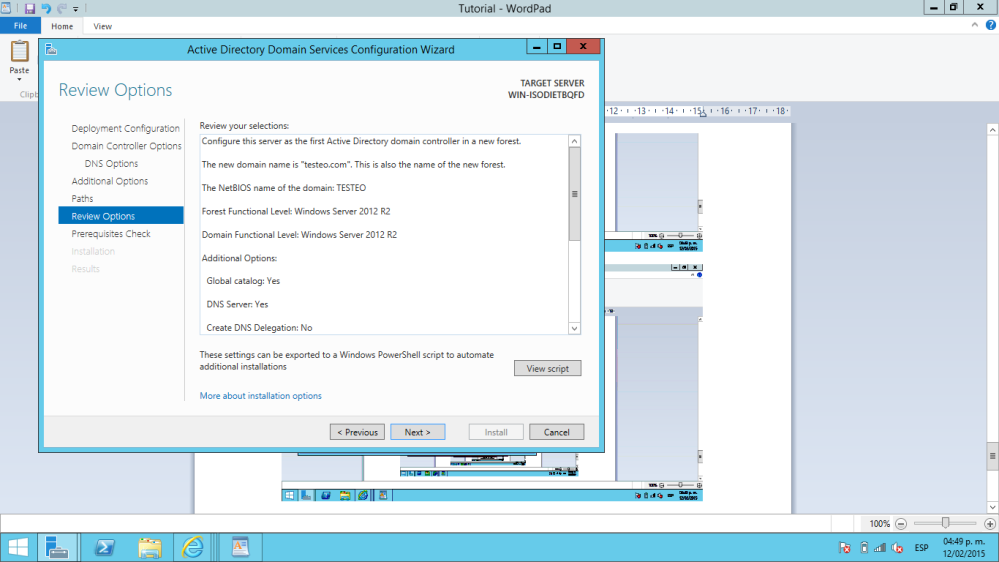 Tutorial - WordPad
File Home View
Paste
Clipb
Active Directory Domain Services Configuration Wizard
Review Options
TARGET SERVER
WIN-ISODIETBQFD
Deployment Configuration
Domain Controller Options
DNS Options
Additional Options
Paths
Review Options
Prerequisites Check
Installation
Results
Review your selections:
Configure this server as the first Active Directory domain controller in a new forest.
The new domain name is "testeo.com". This is also the name of the new forest.
The NetBIOS name of the domain: TESTEO
Forest Functional Level: Windows Server 2012 R2
Domain Functional Level: Windows Server 2012 R2
Additional Options:
Global catalog: Yes
DNS Server: Yes
Create DNS Delegation: No
These settings can be exported to a Windows PowerShell script to automate
additional installations
View script
More about installation options
< Previous Next > Install Cancel
·12· ı ·13· ı ·14· ı ·15· ı ·16· ı ·17· ı ·18·
100%
ESP
04:49 p. m.
12/02/2015